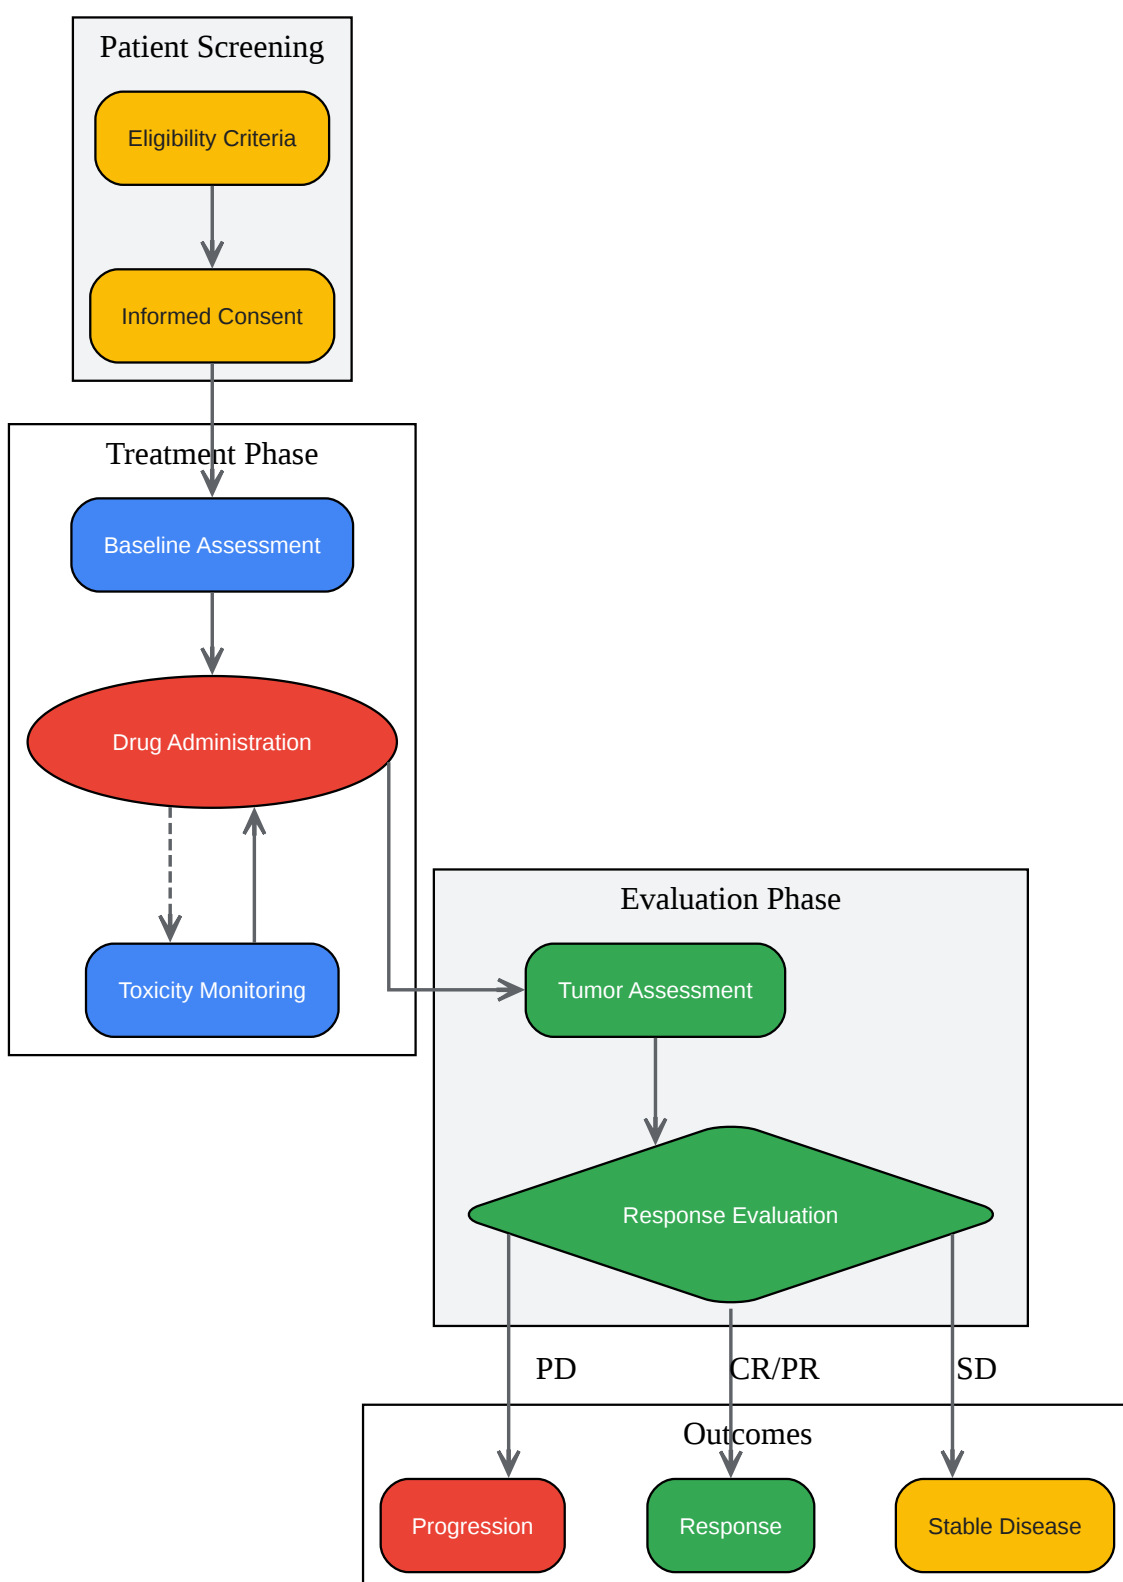 Patient Screening
Eligibility Criteria
Informed Consent
Treatment Phase
Baseline Assessment
Drug Administration
Toxicity Monitoring
Evaluation Phase
Tumor Assessment
Response Evaluation
PD
CR/PR
SD
Outcomes
Progression
Response
Stable Disease